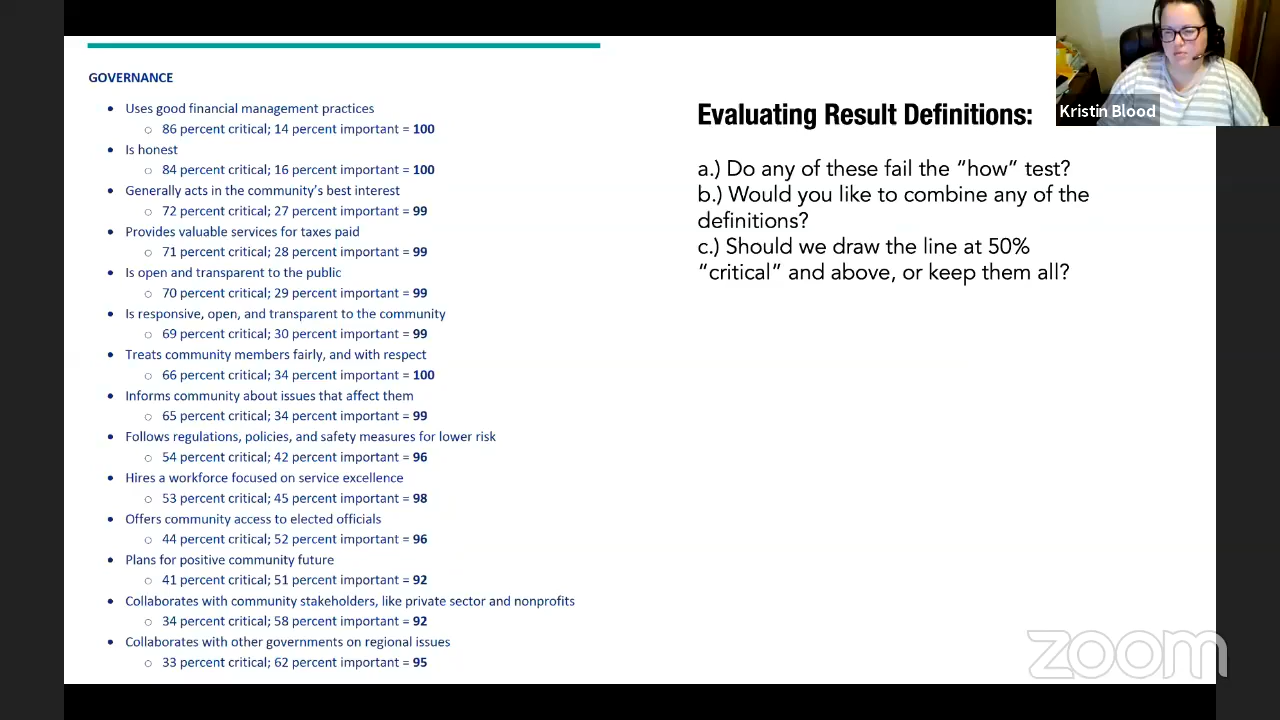 GOVERNANCE
• Uses good financial management practices
○ 86 percent critical; 14 percent important = 100
• Is honest
○ 84 percent critical; 16 percent important = 100
• Generally acts in the community's best interest
○ 72 percent critical; 27 percent important = 99
• Provides valuable services for taxes paid
○ 71 percent critical; 28 percent important = 99
• Is open and transparent to the public
○ 70 percent critical; 29 percent important = 99
• Is responsive, open, and transparent to the community
○ 69 percent critical; 30 percent important = 99
• Treats community members fairly, and with respect
○ 66 percent critical; 34 percent important = 100
• Informs community about issues that affect them
○ 65 percent critical; 34 percent important = 99
• Follows regulations, policies, and safety measures for lower risk
○ 54 percent critical; 42 percent important = 96
• Hires a workforce focused on service excellence
○ 53 percent critical; 45 percent important = 98
• Offers community access to elected officials
○ 44 percent critical; 52 percent important = 96
• Plans for positive community future
○ 41 percent critical; 51 percent important = 92
• Collaborates with community stakeholders, like private sector and nonprofits
○ 34 percent critical; 58 percent important = 92
• Collaborates with other governments on regional issues
○ 33 percent critical; 62 percent important = 95
Evaluating Result Definitions:
a.) Do any of these fail the “how” test?
b.) Would you like to combine any of the
definitions?
c.) Should we draw the line at 50%
“critical” and above, or keep them all?
Kristin Blood
zoom